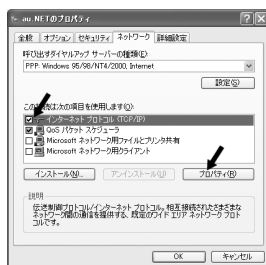 au.NETのプロパティ
全般 オプション セキュリティ ネットワーク 詳細設定
呼び出すダイヤルアップ サーバーの種類(E):
PPP: Windows 95/98/NT4/2000, Internet
設定(S)
この接続は次の項目を使用します(O):
インターネット プロトコル (TCP/IP)
QoS パケット スケジューラ
Microsoft ネットワーク用ファイルとプリンタ共有
Microsoft ネットワーク用クライアント
インストール(N)... アンインストール(U) プロパティ(R)
説明
伝送制御プロトコル/インターネット プロトコル。相互接続されたさまざまな
ネットワーク間の通信を提供する、既定のワイド エリア ネットワーク プロト
コルです。
OK キャンセル